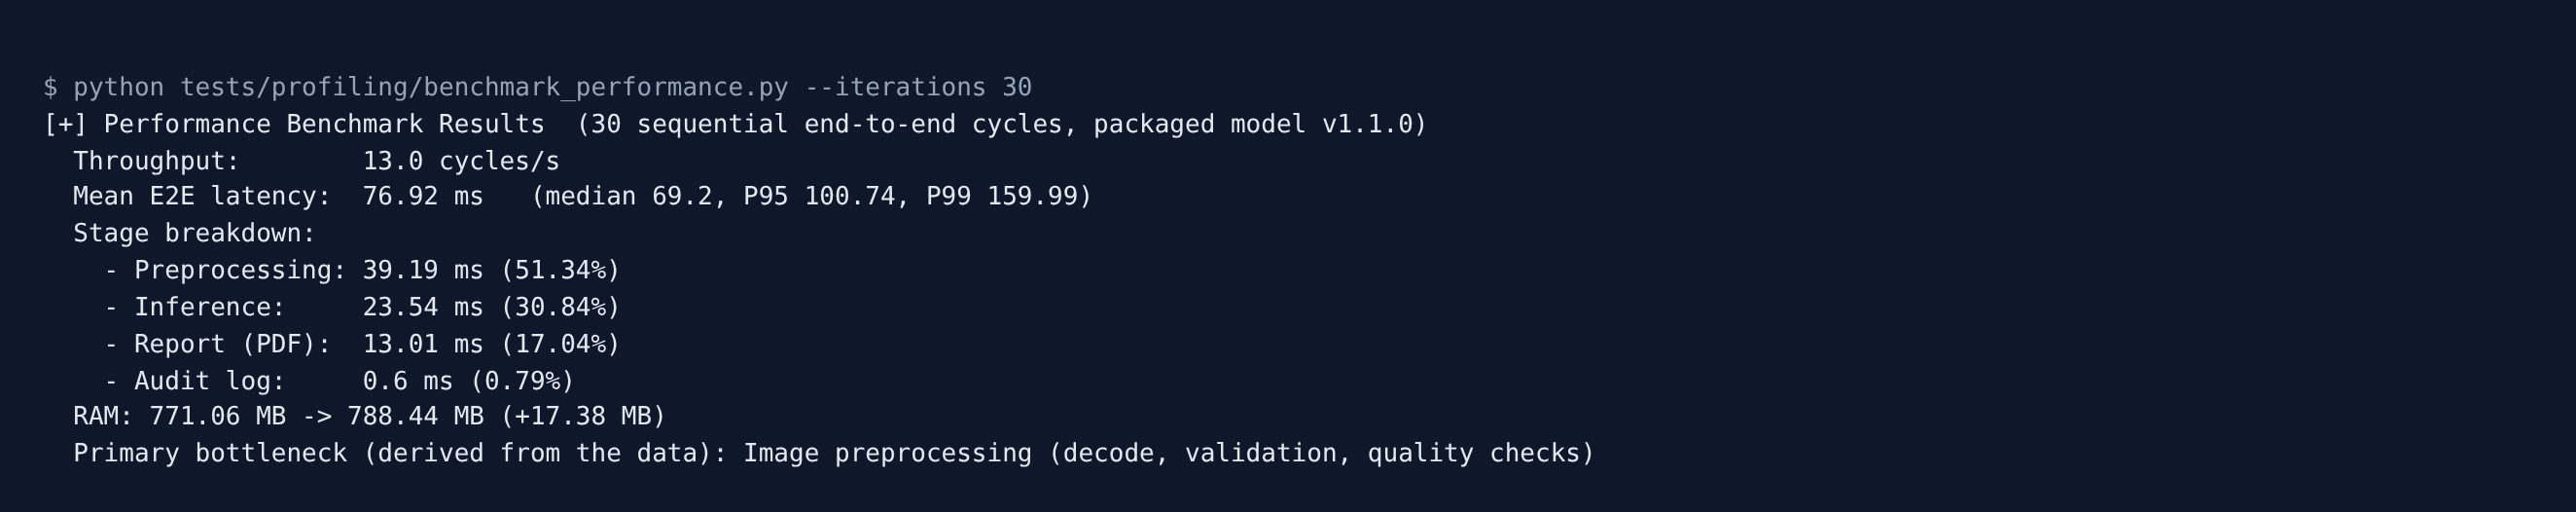 $ python tests/profiling/benchmark_performance.py --iterations 30
[+] Performance Benchmark Results  (30 sequential end-to-end cycles, packaged model v1.1.0)
  Throughput:        13.0 cycles/s
  Mean E2E latency:  76.92 ms   (median 69.2, P95 100.74, P99 159.99)
  Stage breakdown:
    - Preprocessing: 39.19 ms (51.34%)
    - Inference:     23.54 ms (30.84%)
    - Report (PDF):  13.01 ms (17.04%)
    - Audit log:     0.6 ms (0.79%)
  RAM: 771.06 MB -> 788.44 MB (+17.38 MB)
  Primary bottleneck (derived from the data): Image preprocessing (decode, validation, quality checks)